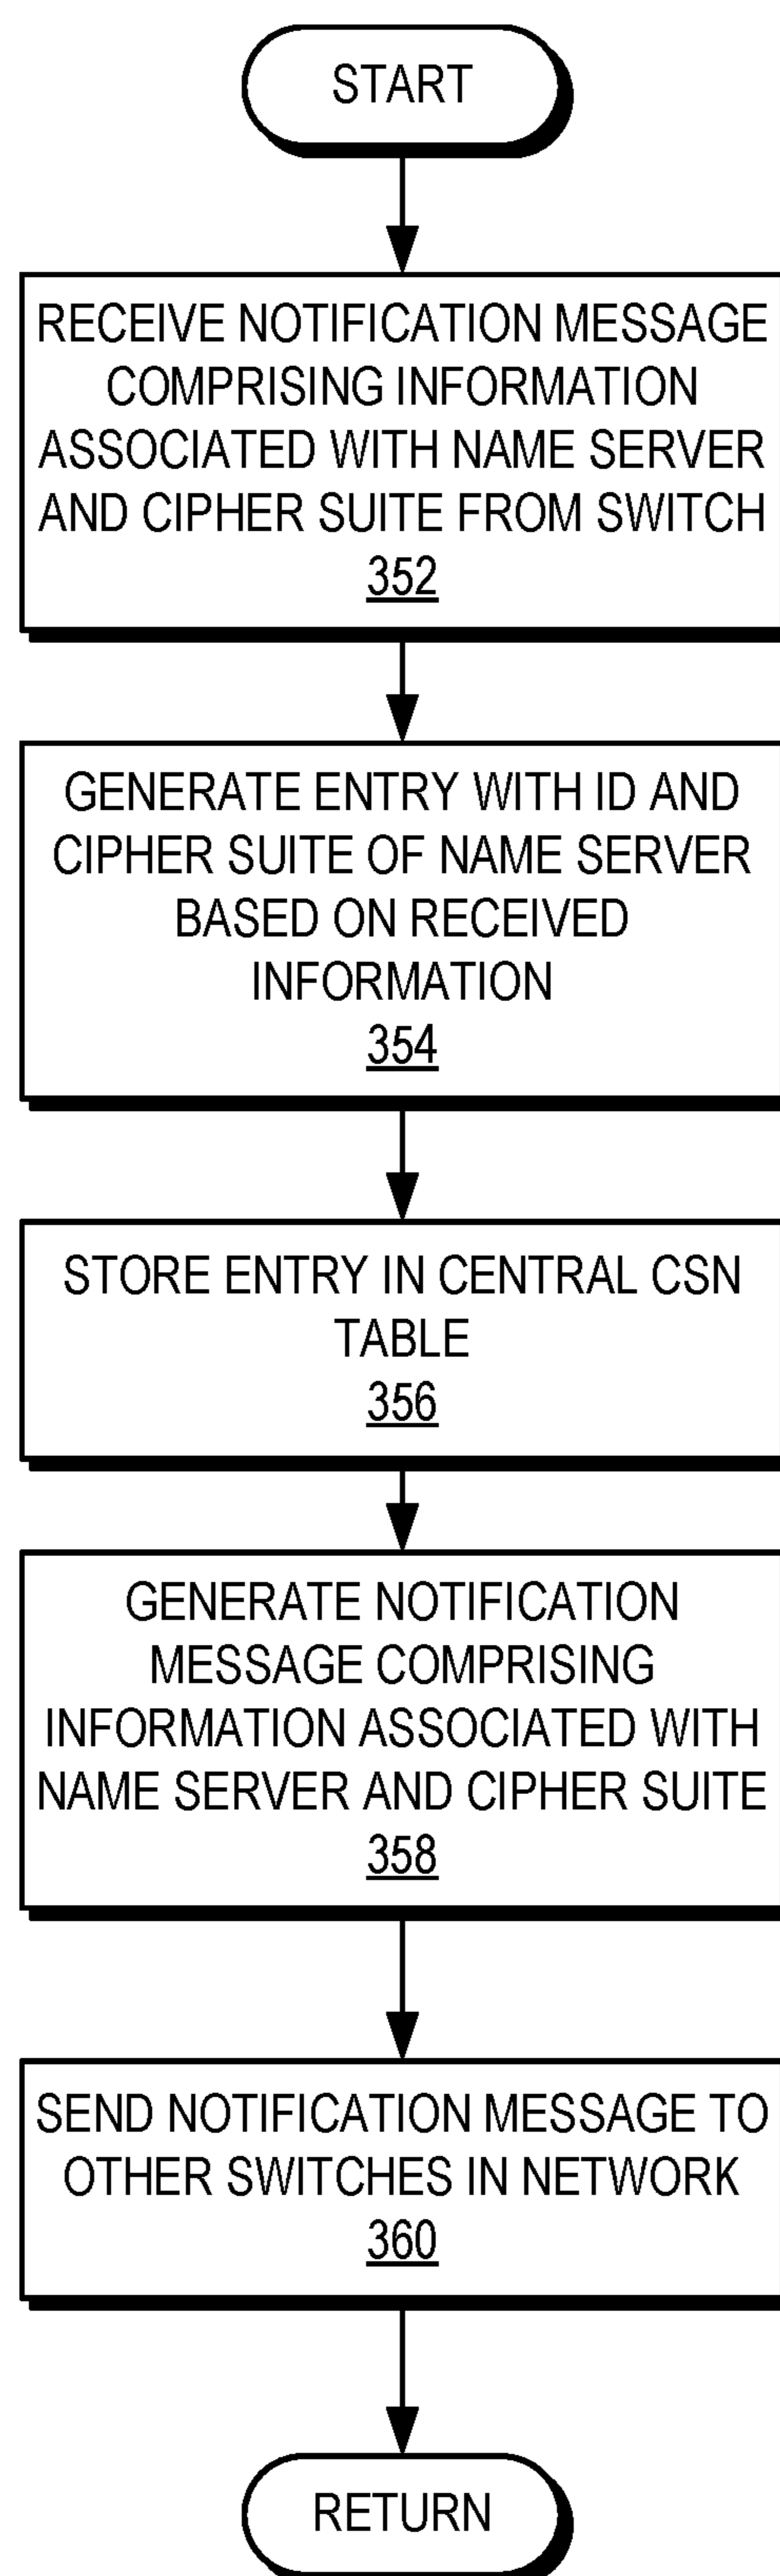 START
RECEIVE NOTIFICATION MESSAGE
COMPRISING INFORMATION
ASSOCIATED WITH NAME SERVER
AND CIPHER SUITE FROM SWITCH
352
GENERATE ENTRY WITH ID AND
CIPHER SUITE OF NAME SERVER
BASED ON RECEIVED
INFORMATION
354
STORE ENTRY IN CENTRAL CSN
TABLE
356
GENERATE NOTIFICATION
MESSAGE COMPRISING
INFORMATION ASSOCIATED WITH
NAME SERVER AND CIPHER SUITE
358
SEND NOTIFICATION MESSAGE TO
OTHER SWITCHES IN NETWORK
360
RETURN